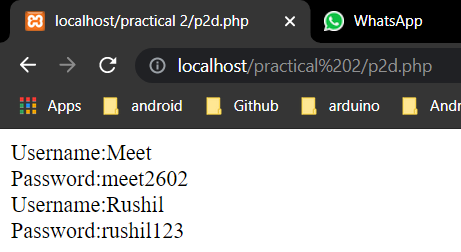 localhost/practical 2/p2d.php
WhatsApp
localhost/practical%202/p2d.php
Apps
android
Github
arduino
Andr
Username:Meet
Password:meet2602
Username:Rushil
Password:rushil123